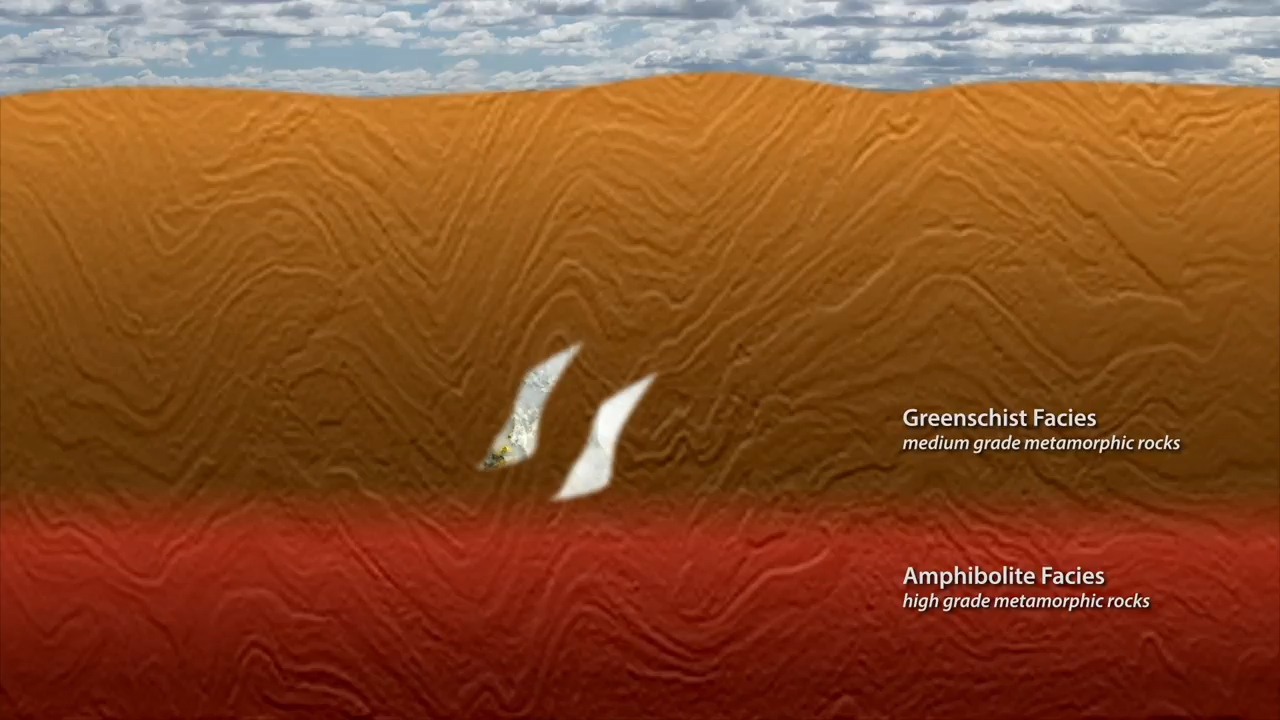 Greenschist Facies
medium grade metamorphic rocks
Amphibolite Facies
high grade metamorphic rocks